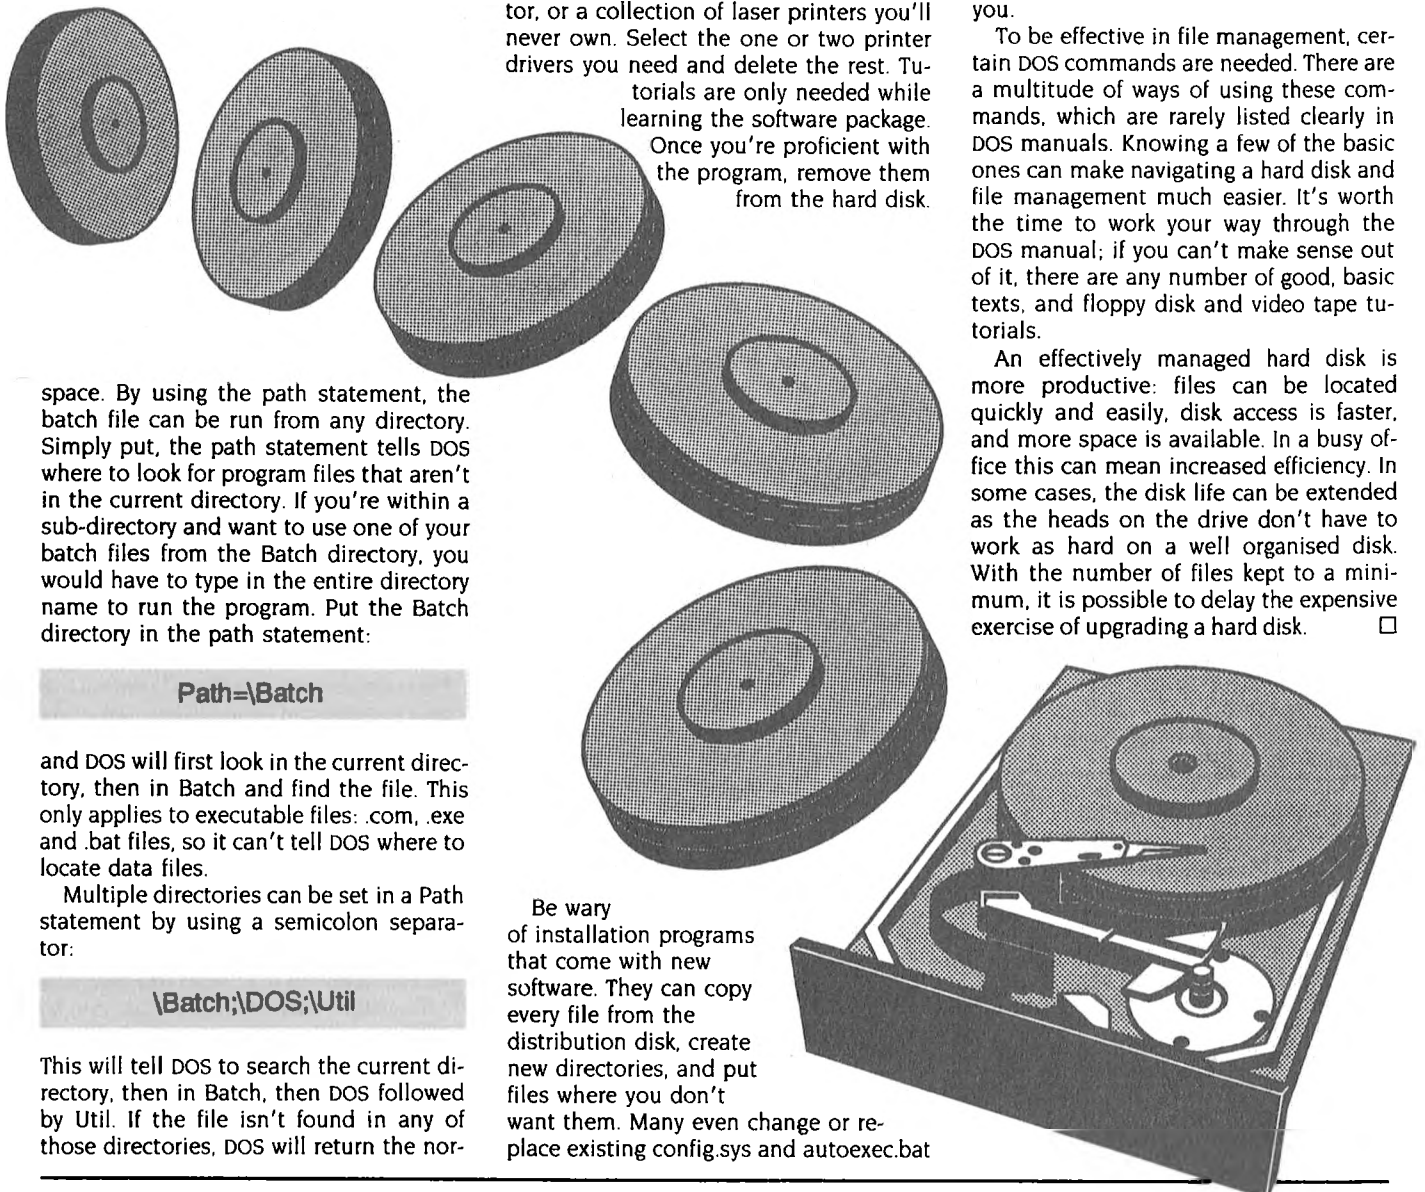 space. By using the path statement, the
batch file can be run from any directory.
Simply put, the path statement tells DOS
where to look for program files that aren't
in the current directory. If you're within a
sub-directory and want to use one of your
batch files from the Batch directory, you
would have to type in the entire directory
name to run the program. Put the Batch
directory in the path statement:
Path=\Batch
and DOS will first look in the current direc-
tory, then in Batch and find the file. This
only applies to executable files: .com, .exe
and .bat files, so it can't tell DOS where to
locate data files.
Multiple directories can be set in a Path
statement by using a semicolon separa-
tor:
\Batch;\DOS;\Util
This will tell DOS to search the current di-
rectory, then in Batch, then DOS followed
by Util. If the file isn't found in any of
those directories, DOS will return the nor-
tor, or a collection of laser printers you'll
never own. Select the one or two printer
drivers you need and delete the rest. Tu-
torials are only needed while
learning the software package.
Once you're proficient with
the program, remove them
from the hard disk.
Be wary
of installation programs
that come with new
software. They can copy
every file from the
distribution disk, create
new directories, and put
files where you don't
want them. Many even change or re-
place existing config.sys and autoexec.bat
you.
To be effective in file management, cer-
tain DOS commands are needed. There are
a multitude of ways of using these com-
mands, which are rarely listed clearly in
DOS manuals. Knowing a few of the basic
ones can make navigating a hard disk and
file management much easier. It's worth
the time to work your way through the
DOS manual; if you can't make sense out
of it, there are any number of good, basic
texts, and floppy disk and video tape tu-
torials.
An effectively managed hard disk is
more productive: files can be located
quickly and easily, disk access is faster,
and more space is available. In a busy of-
fice this can mean increased efficiency. In
some cases, the disk life can be extended
as the heads on the drive don't have to
work as hard on a well organised disk.
With the number of files kept to a mini-
mum, it is possible to delay the expensive
exercise of upgrading a hard disk. □